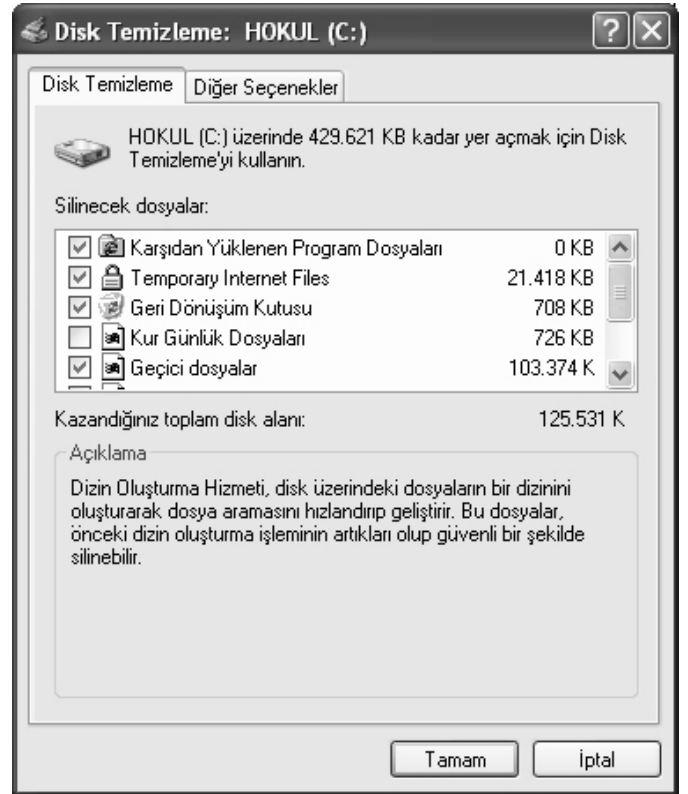 Disk Temizleme: HOKUL (C:)
Disk Temizleme Diğer Seçenekler
HOKUL (C:) üzerinde 429.621 KB kadar yer açmak için Disk
Temizleme'yi kullanın.
Silinecek dosyalar:
Karşıdan Yüklenen Program Dosyaları 0 KB
Temporary Internet Files 21.418 KB
Geri Dönüşüm Kutusu 708 KB
Kur Günlük Dosyaları 726 KB
Geçici dosyalar 103.374 K
Kazandığınız toplam disk alanı: 125.531 K
Açıklama
Dizin Oluşturma Hizmeti, disk üzerindeki dosyaların bir dizinini
oluşturarak dosya aramasını hızlandırıp geliştirir. Bu dosyalar,
önceki dizin oluşturma işleminin artıkları olup güvenli bir şekilde
silinebilir.
Tamam İptal